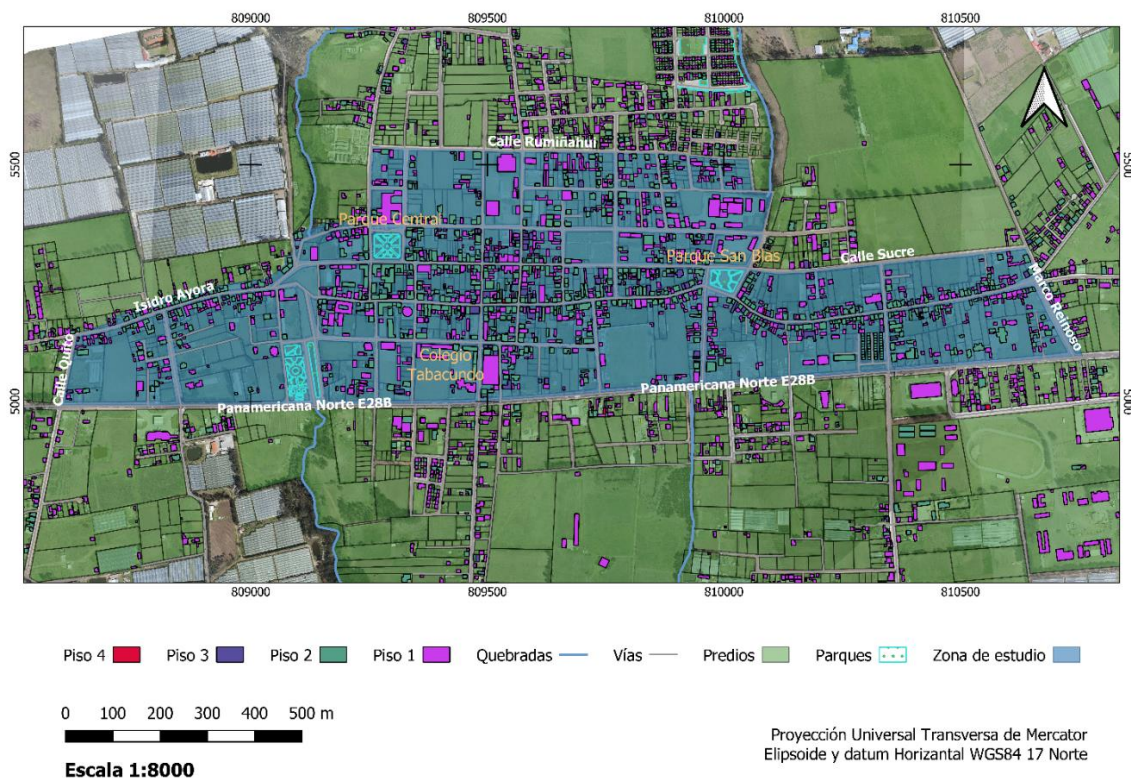 809000 809500 810000 810500
5500 5500
Calle Rumiñahui
Parque Central
Parque San Blas
Calle Sucre
Isidro Ayora
Marco Reinoso
Calle Quito
Colegio
Tabacundo
Panamericana Norte E28B
Panamericana Norte E28B
5000 5000
809000 809500 810000 810500
Piso 4 Piso 3 Piso 2 Piso 1 Quebradas Vías Predios Parques Zona de estudio
0 100 200 300 400 500 m
Escala 1:8000
Proyección Universal Transversa de Mercator
Elipsoide y datum Horizantal WGS84 17 Norte